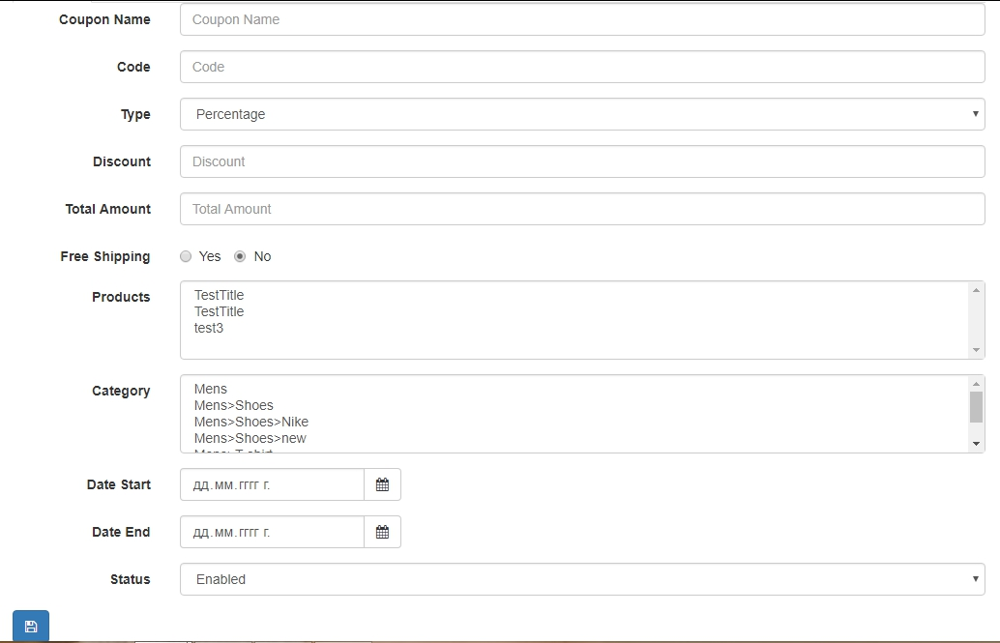 Coupon Name Coupon Name
Code Code
Type Percentage
Discount Discount
Total Amount Total Amount
Free Shipping Yes No
Products TestTitle
TestTitle
test3
Category Mens
Mens>Shoes
Mens>Shoes>Nike
Mens>Shoes>new
Date Start дд.мм.гггг г.
Date End дд.мм.гггг г.
Status Enabled